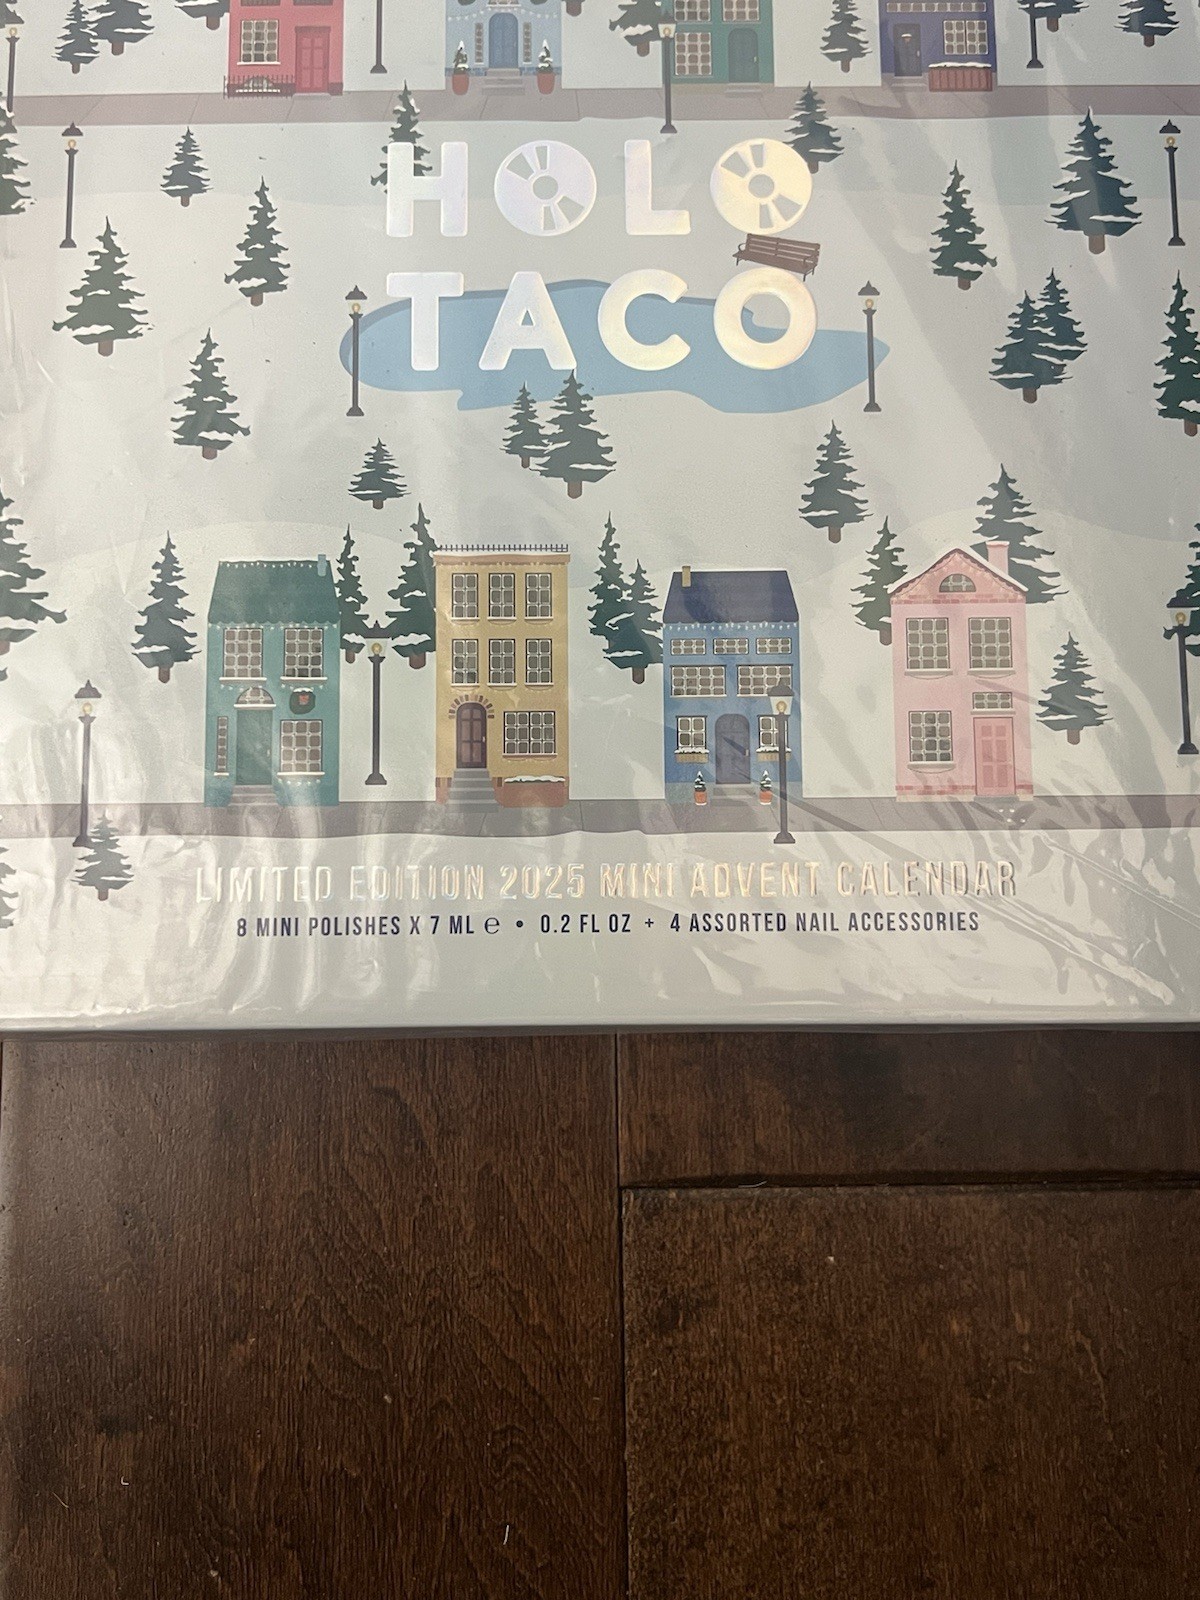 HOLO
TACO
LIMITED EDITION 2025 MINI ADVENT CALENDAR
8 MINI POLISHES X 7 ML ℮ • 0.2 FL OZ + 4 ASSORTED NAIL ACCESSORIES